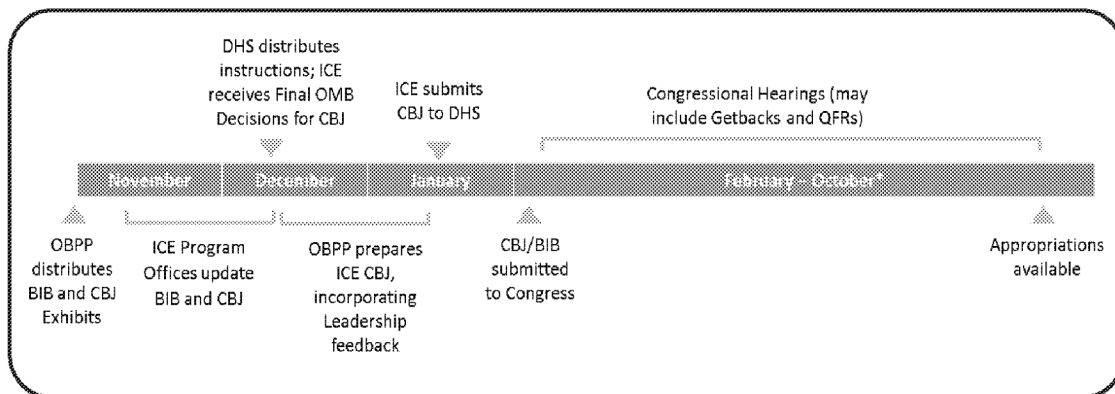 DHS distributes
instructions; ICE
receives Final OMB
Decisions for CBJ
ICE submits
CBJ to DHS
Congressional Hearings (may
include Getbacks and QFRs)
November
December
January
February – October*
OBPP
distributes
BIB and CBJ
Exhibits
ICE Program
Offices update
BIB and CBJ
OBPP prepares
ICE CBJ,
incorporating
Leadership
feedback
CBJ/BIB
submitted
to Congress
Appropriations
available